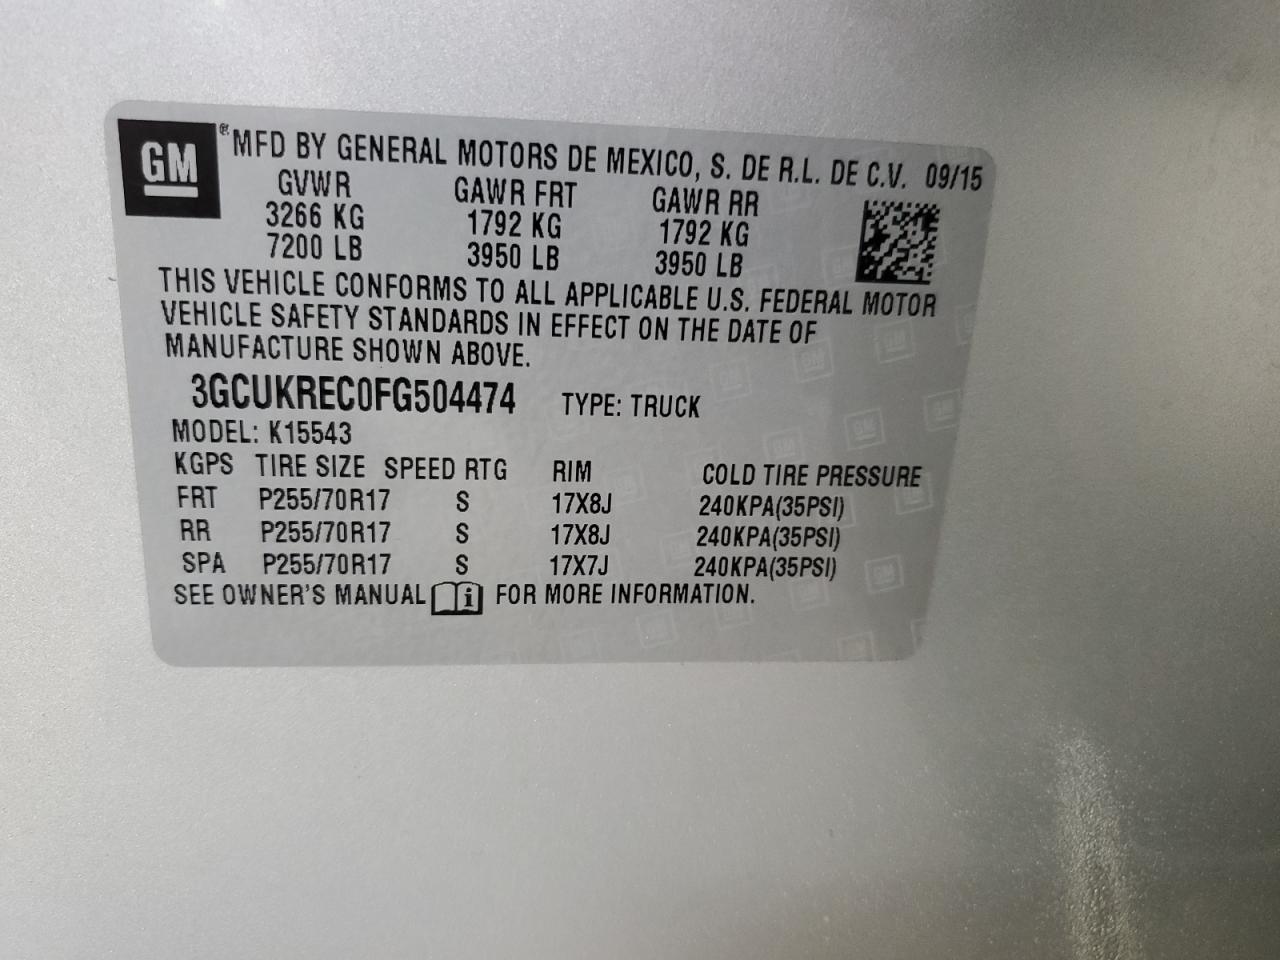 GM
® MFD BY GENERAL MOTORS DE MEXICO, S. DE R.L. DE C.V. 09/15
GVWR GAWR FRT GAWR RR
3266 KG 1792 KG 1792 KG
7200 LB 3950 LB 3950 LB
THIS VEHICLE CONFORMS TO ALL APPLICABLE U.S. FEDERAL MOTOR
VEHICLE SAFETY STANDARDS IN EFFECT ON THE DATE OF
MANUFACTURE SHOWN ABOVE.
3GCUKREC0FG504474 TYPE: TRUCK
MODEL: K15543
KGPS TIRE SIZE SPEED RTG RIM COLD TIRE PRESSURE
FRT P255/70R17 S 17X8J 240KPA(35PSI)
RR P255/70R17 S 17X8J 240KPA(35PSI)
SPA P255/70R17 S 17X7J 240KPA(35PSI)
SEE OWNER'S MANUAL i FOR MORE INFORMATION.